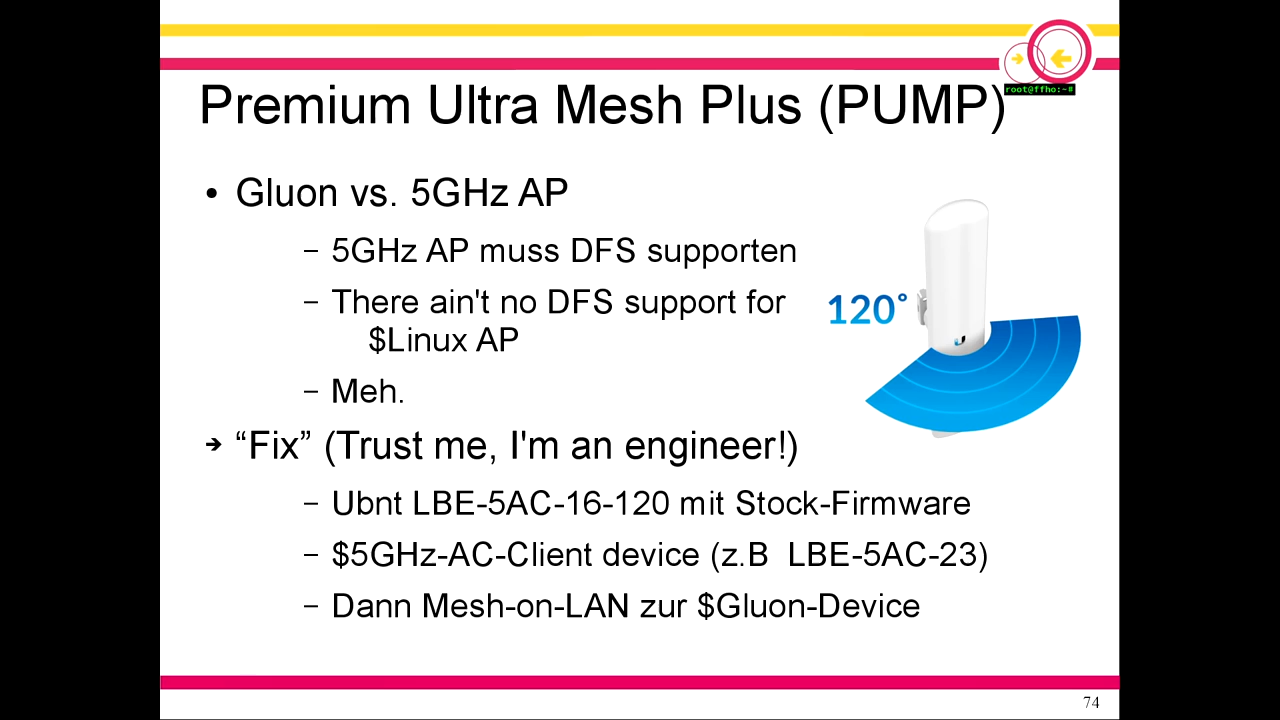 root@ffho:~#
Premium Ultra Mesh Plus (PUMP)
• Gluon vs. 5GHz AP
– 5GHz AP muss DFS supporten
– There ain't no DFS support for
$Linux AP
– Meh.
120°
➔ “Fix” (Trust me, I'm an engineer!)
– Ubnt LBE-5AC-16-120 mit Stock-Firmware
– $5GHz-AC-Client device (z.B  LBE-5AC-23)
– Dann Mesh-on-LAN zur $Gluon-Device
74